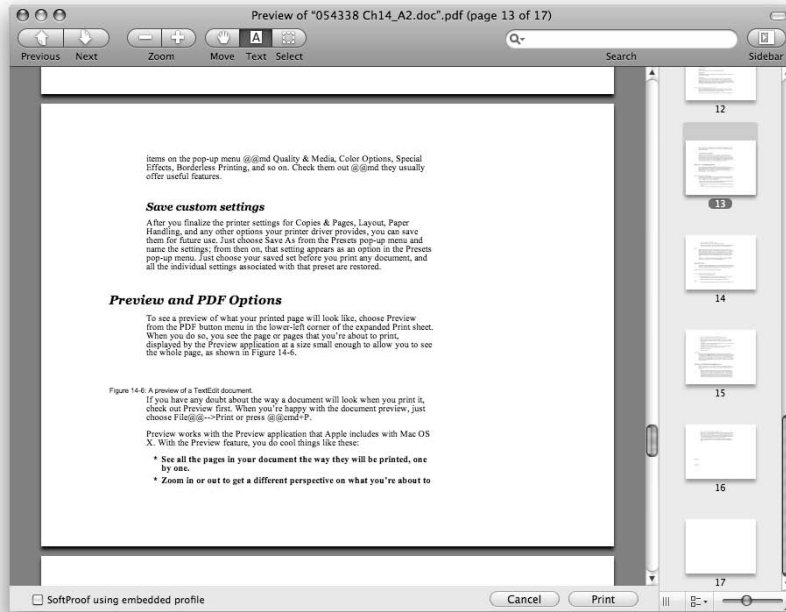 Preview of "054338 Ch14_A2.doc".pdf (page 13 of 17)
Previous Next Zoom Move Text Select Search Sidebar
items on the pop-up menu @@md Quality & Media, Color Options, Special
Effects, Borderless Printing, and so on. Check them out @@md they usually
offer useful features.
Save custom settings
After you finalize the printer settings for Copies & Pages, Layout, Paper
Handling, and any other options your printer driver provides, you can save
them for future use. Just choose Save As from the Presets pop-up menu and
name the settings; from then on, that setting appears as an option in the Presets
pop-up menu. Just choose your saved set before you print any document, and
all the individual settings associated with that preset are restored.
Preview and PDF Options
To see a preview of what your printed page will look like, choose Preview
from the PDF button menu in the lower-left corner of the expanded Print sheet.
When you do so, you see the page or pages that you're about to print,
displayed by the Preview application at a size small enough to allow you to see
the whole page, as shown in Figure 14-6.
Figure 14-6: A preview of a TextEdit document.
If you have any doubt about the way a document will look when you print it,
check out Preview first. When you're happy with the document preview, just
choose File@@-->Print or press @@cmd+P.
Preview works with the Preview application that Apple includes with Mac OS
X. With the Preview feature, you do cool things like these:
* See all the pages in your document the way they will be printed, one
by one.
* Zoom in or out to get a different perspective on what you're about to
12
13
14
15
16
17
SoftProof using embedded profile Cancel Print